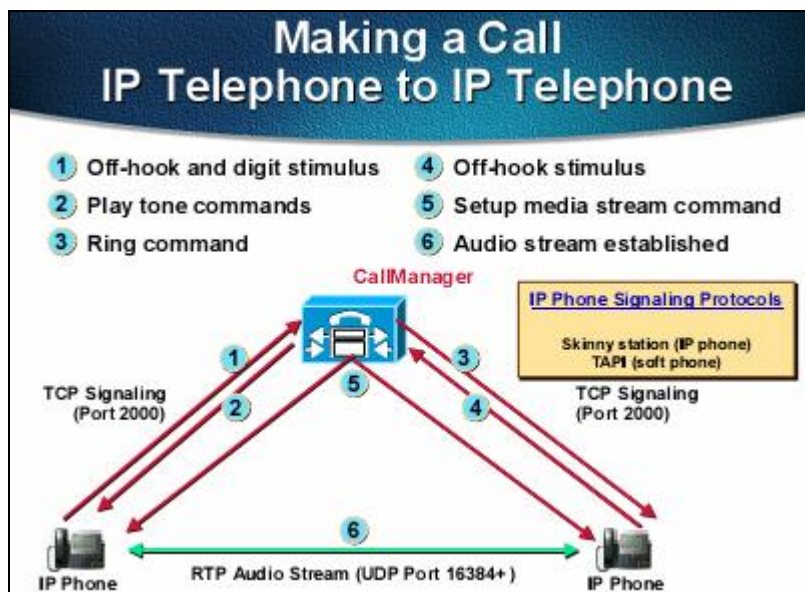 Making a Call
IP Telephone to IP Telephone
1 Off-hook and digit stimulus
2 Play tone commands
3 Ring command
4 Off-hook stimulus
5 Setup media stream command
6 Audio stream established
CallManager
IP Phone Signaling Protocols
Skinny station (IP phone)
TAPI (soft phone)
1
3
TCP Signaling
(Port 2000)
2
5
4
TCP Signaling
(Port 2000)
6
RTP Audio Stream (UDP Port 16384+)
IP Phone
IP Phone